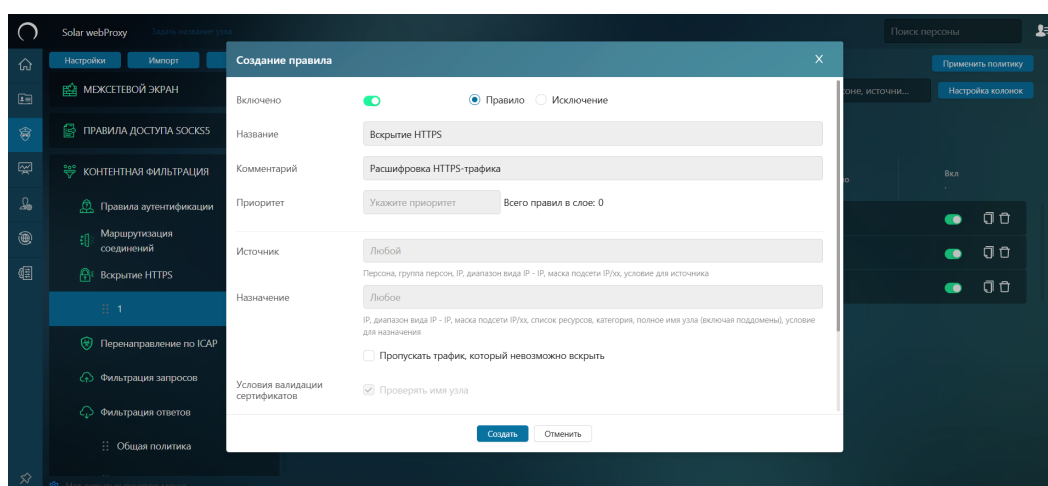 Solar webProxy
Задать название узла
Поиск персоны
Настройки
Импорт
Создание правила
X
Применить политику
МЕЖСЕТЕВОЙ ЭКРАН
Включено
Правило
Исключение
Настройка колонок
ПРАВИЛА ДОСТУПА SOCKS5
Название
Вскрытие HTTPS
КОНТЕНТНАЯ ФИЛЬТРАЦИЯ
Комментарий
Расшифровка HTTPS-трафика
Вкл
Правила аутентификации
Приоритет
Укажите приоритет
Всего правил в слое: 0
Маршрутизация
соединений
Источник
Любой
Вскрытие HTTPS
Персона, группа персон, IP, диапазон вида IP - IP, маска подсети IP/xx, условие для источника
1
Назначение
Любое
IP, диапазон вида IP - IP, маска подсети IP/xx, список ресурсов, категория, полное имя узла (включая поддомены), условие
для назначения
Перенаправление по ICAP
Пропускать трафик, который невозможно вскрыть
Фильтрация запросов
Условия валидации
сертификатов
Проверять имя узла
Фильтрация ответов
Создать
Отменить
Общая политика